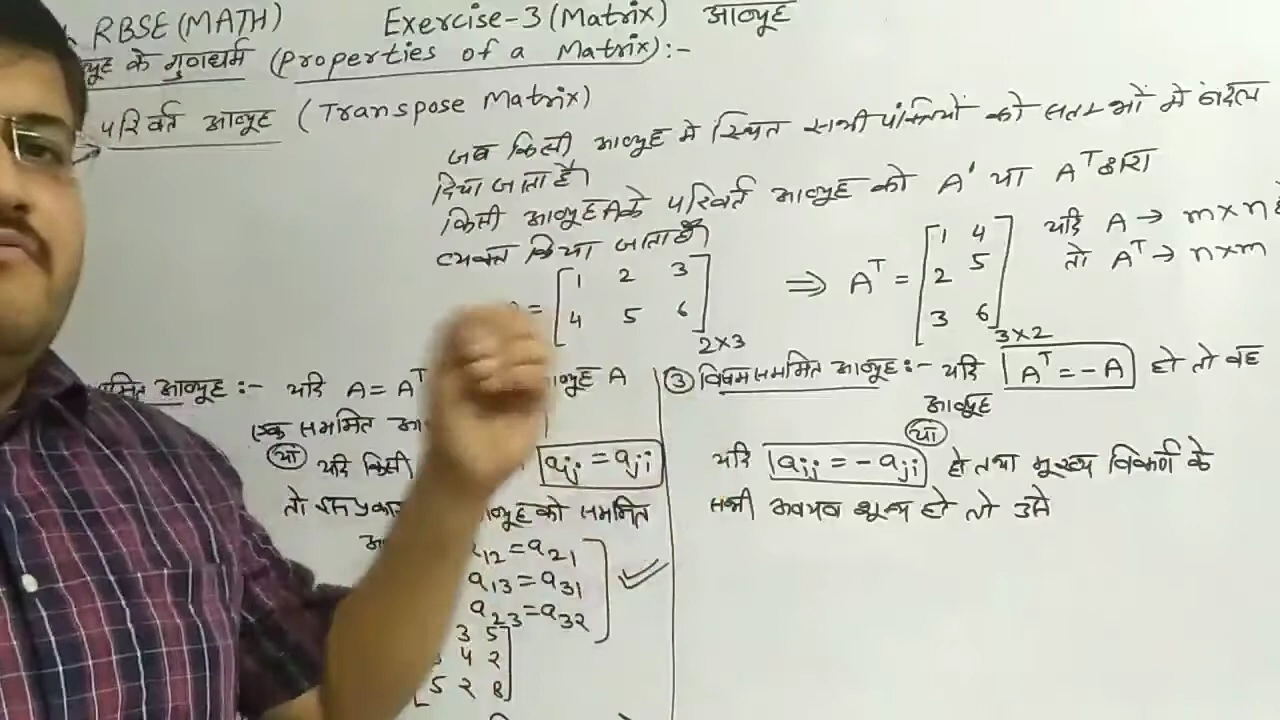 RBSE (MATH) Exercise-3 (Matrix) आव्यूह
व्यूह के गुणधर्म (Properties of a Matrix):-
परिवर्त आव्यूह (Transpose Matrix)
जब किसी आव्यूह में स्थित सभी पंक्तियों को स्तम्भों में बदल
दिया जाता है।
किसी आव्यूह A के परिवर्त आव्यूह को A' या A^T द्वारा
व्यक्त किया जाता है।
= [1 2 3
4 5 6] 2×3
⇒ A^T = [1 4
2 5
3 6] 3×2
यदि A → m×n है
तो A^T → n×m
आव्यूह :- यदि A = A^T आव्यूह A
एक सममित
या यदि किसी a_ij = a_ji
तो इस आव्यूह को सममित
a_12 = a_21
a_13 = a_31
a_23 = a_32
3 5
4 2
5 2 8
③ विषम सममित आव्यूह :- यदि A^T = -A हो तो वह
आव्यूह
या
यदि a_ij = -a_ji हो तथा मुख्य विकर्ण के
सभी अवयव शून्य हो तो उसे